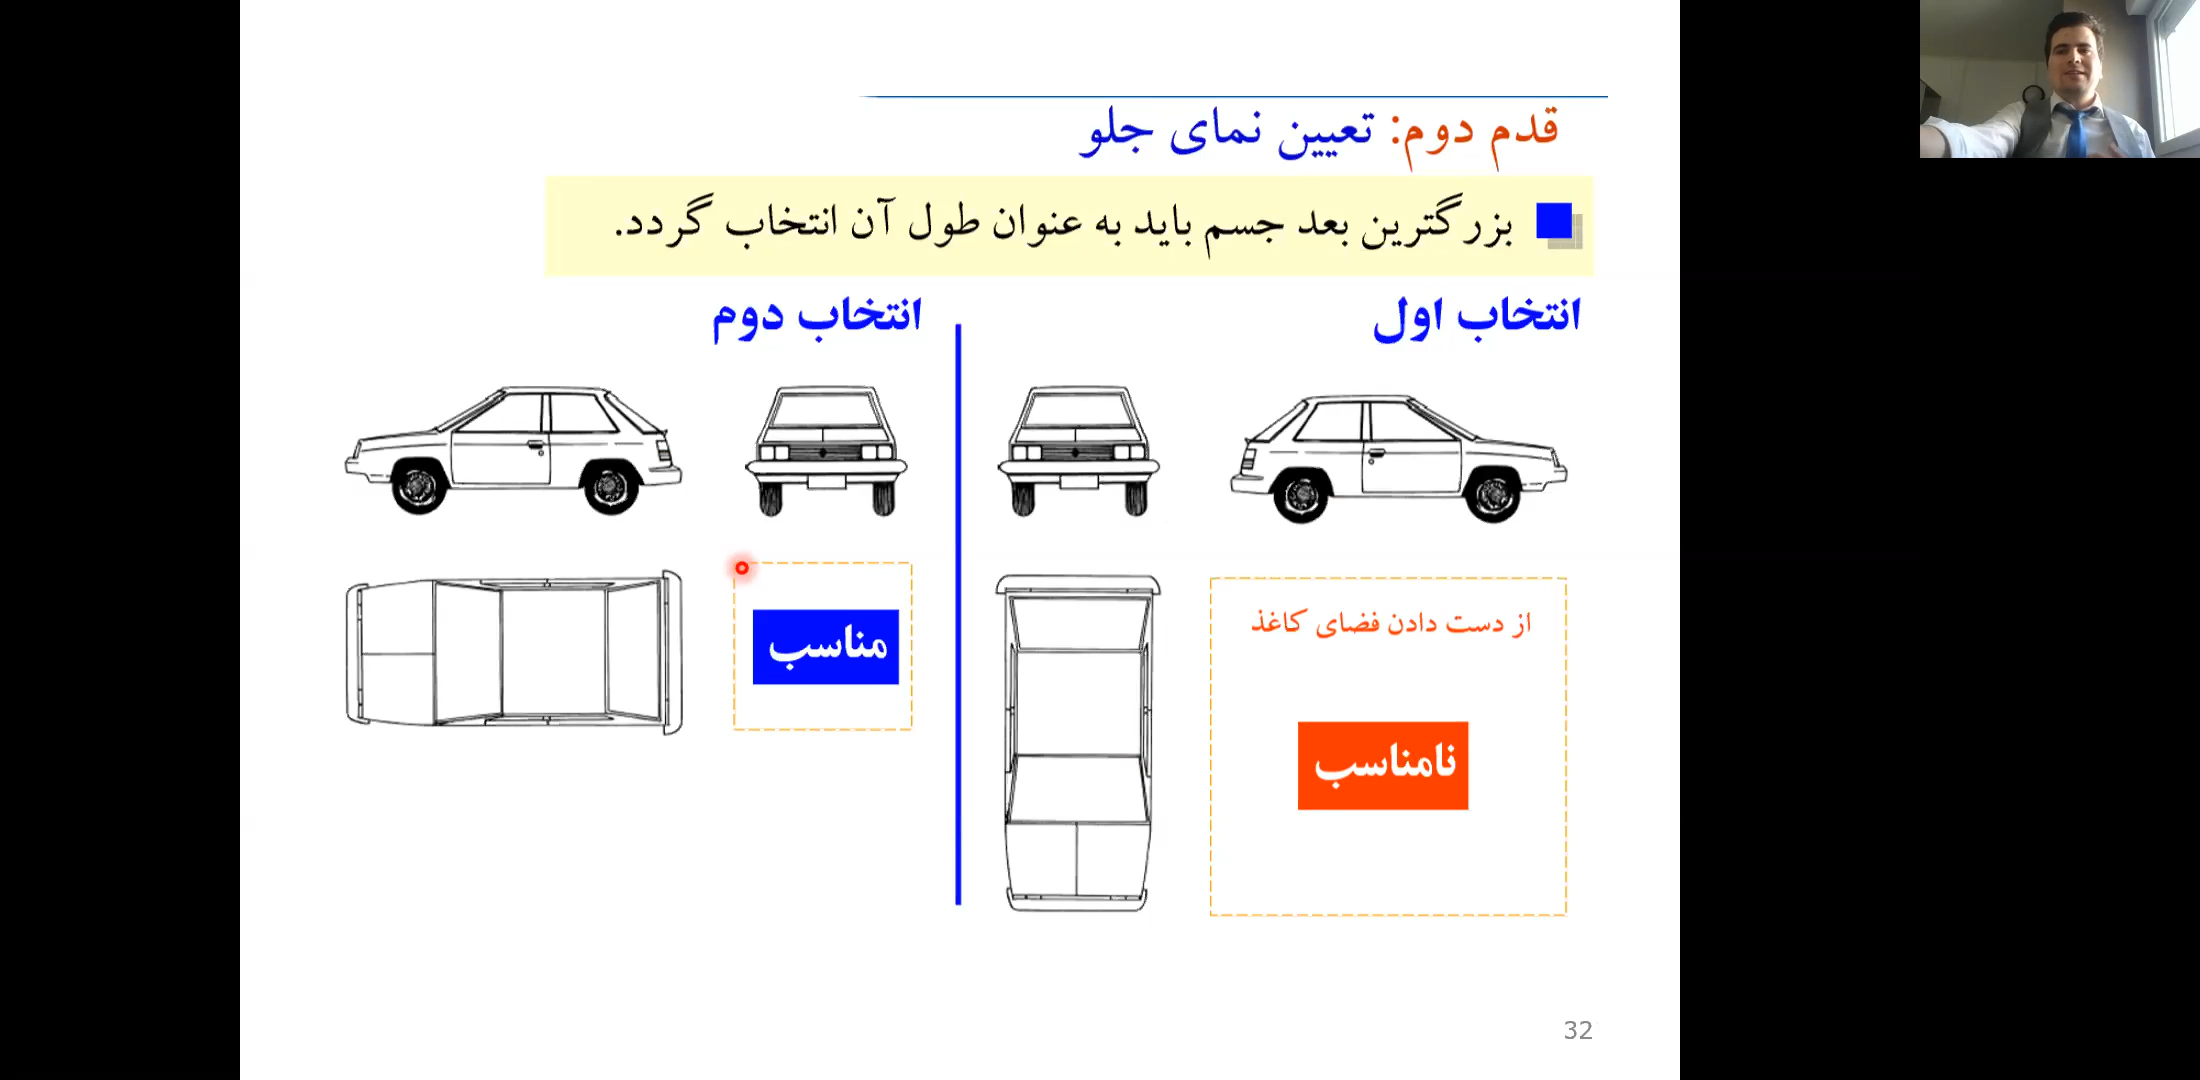 قدم دوم: تعیین نمای جلو
بزرگترین بعد جسم باید به عنوان طول آن انتخاب گردد.
انتخاب اول
انتخاب دوم
از دست دادن فضای کاغذ
نامناسب
مناسب
32